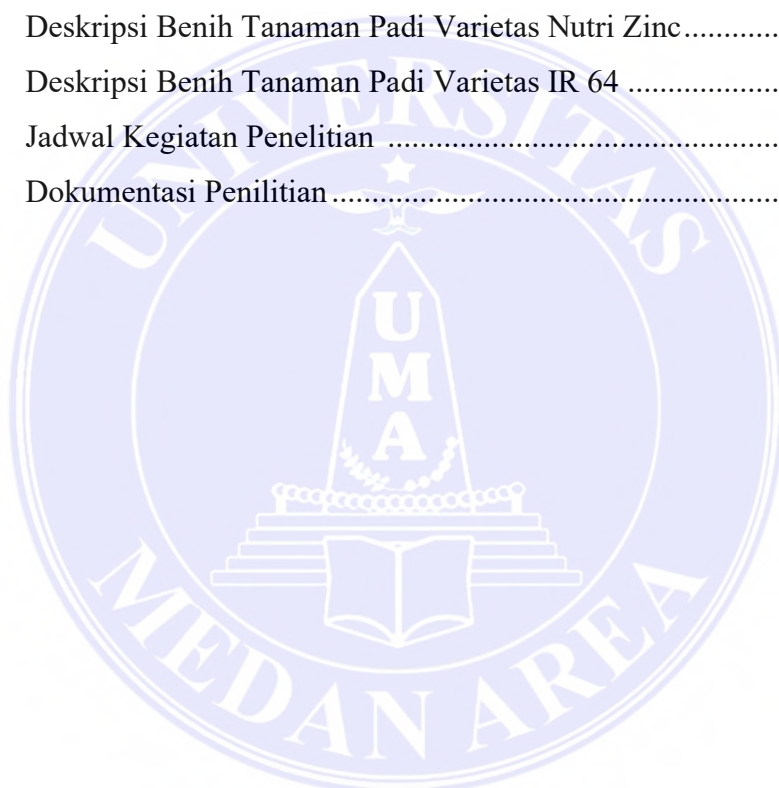 Deskripsi Benih Tanaman Padi Varietas Nutri Zinc............
Deskripsi Benih Tanaman Padi Varietas IR 64 ...................
Jadwal Kegiatan Penelitian .................................................
Dokumentasi Penilitian........................................................
UNIVERSITAS
UMA
MEDAN AREA